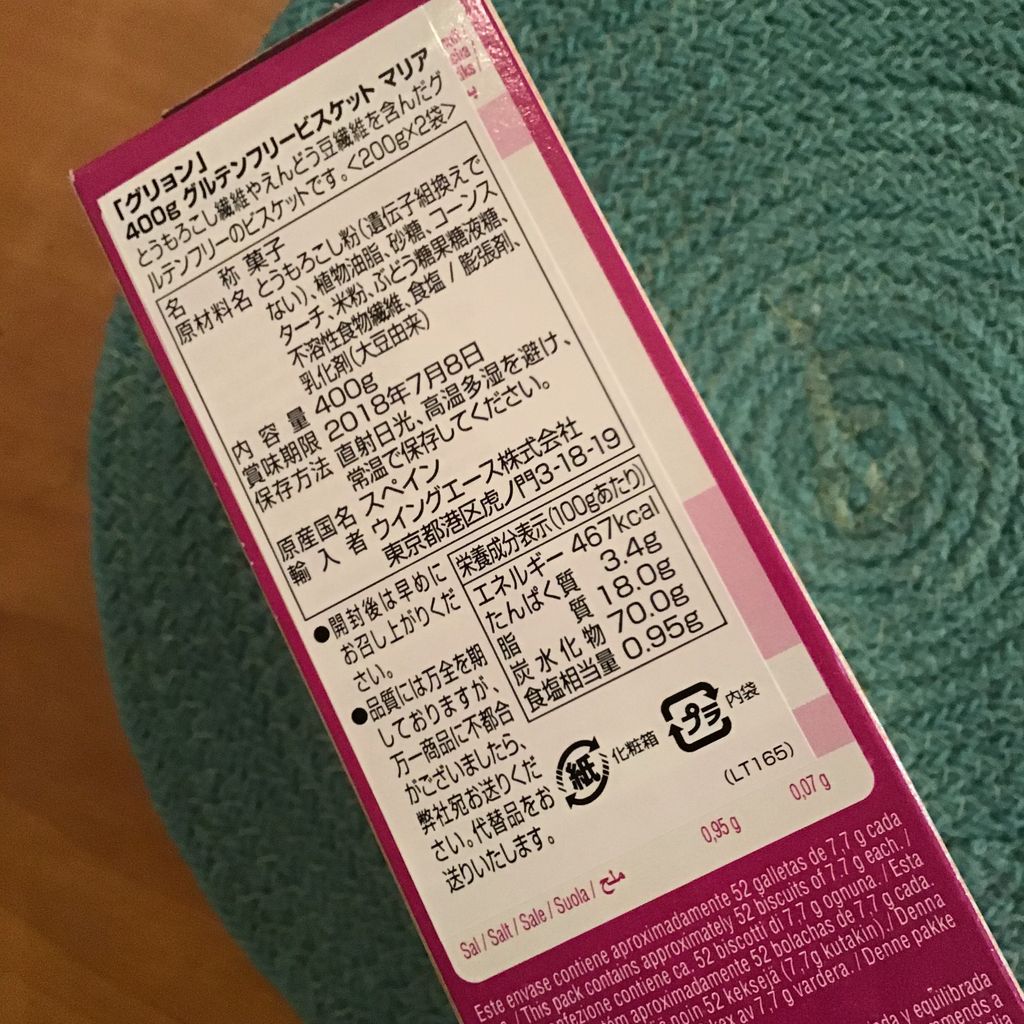 「グリヨン」
400g グルテンフリービスケット マリア
とうもろこし繊維やえんどう豆繊維を含んだグ
ルテンフリーのビスケットです。<200g×2袋>
名 称 菓子
原材料名 とうもろこし粉(遺伝子組換えで
ない)、植物油脂、砂糖、コーンス
ターチ、米粉、ぶどう糖果糖液糖、
不溶性食物繊維、食塩 / 膨張剤、
乳化剤(大豆由来)
内 容 量 400g
賞味期限 2018年7月8日
保存方法 直射日光、高温多湿を避け、
常温で保存してください。
原産国名 スペイン
輸 入 者 ウイングエース株式会社
東京都港区虎ノ門3-18-19
●開封後は早めに
お召し上がりくだ
さい。
●品質には万全を期
しておりますが、
万一商品に不都合
がございましたら、
弊社宛お送りくだ
さい。代替品をお
送りいたします。
栄養成分表示(100gあたり)
エネルギー 467kcal
たんぱく質 3.4g
脂 質 18.0g
炭 水 化 物 70.0g
食塩相当量 0.95g
紙 化粧箱
プラ 内袋
(LT165)
Sal / Salt / Sale / Suola / 0,95 g 0,07 g
Este envase contiene aproximadamente 52 galletas de 7,7 g cada
/ This pack contains approximately 52 biscuits of 7.7 g each. /
contiene ca. 52 biscotti di 7,7 g ognuna. / Esta
aproximadamente 52 bolachas de 7,7 g cada.
noin 52 keksejä (7,7g kutakin). / Denna
av 7,7 g vardera. / Denne pakke
y equilibrada